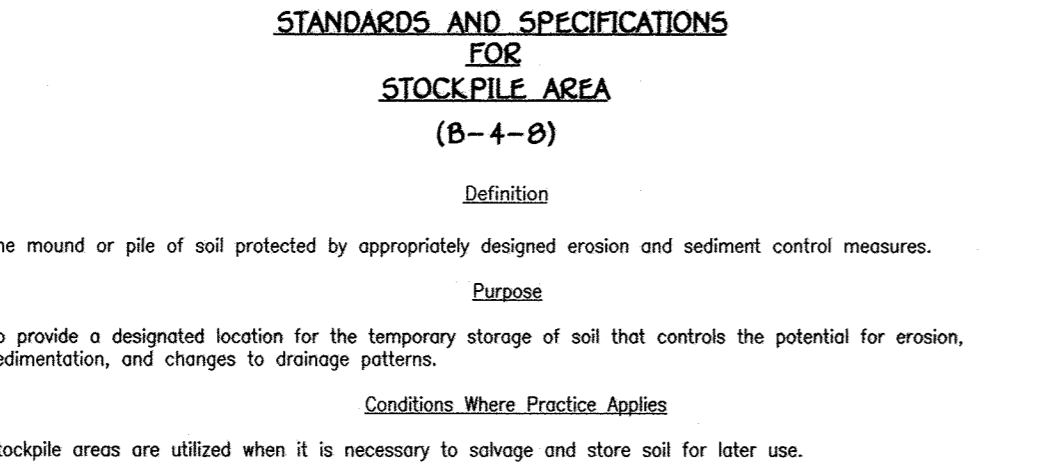 STANDARDS AND SPECIFICATIONS
FOR
STOCKPILE AREA
(B-4-8)
Definition
he mound or pile of soil protected by appropriately designed erosion and sediment control measures.
Purpose
o provide a designated location for the temporary storage of soil that controls the potential for erosion,
edimentation, and changes to drainage patterns.
Conditions Where Practice Applies
tockpile areas are utilized when it is necessary to salvage and store soil for later use.